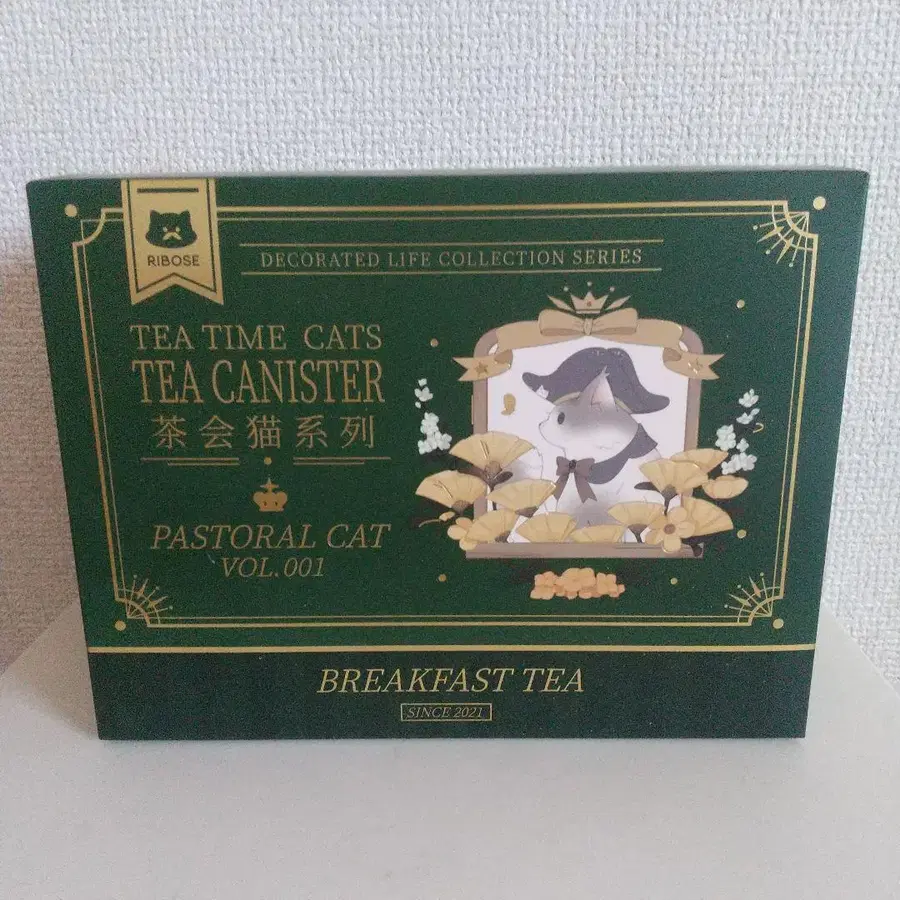 RIBOSE
DECORATED LIFE COLLECTION SERIES
TEA TIME CATS
TEA CANISTER
茶会猫系列
PASTORAL CAT
VOL.001
BREAKFAST TEA
SINCE 2021